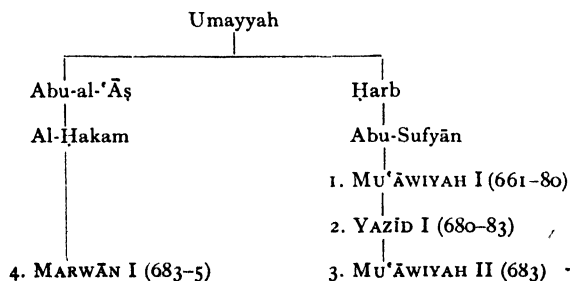 Umayyah
Abu-al-‘Āṣ Ḥarb
Al-Ḥakam Abu-Sufyān
1. MU‘ĀWIYAH I (661–80)
2. YAZĪD I (680–83)
4. MARWĀN I (683–5) 3. MU‘ĀWIYAH II (683)